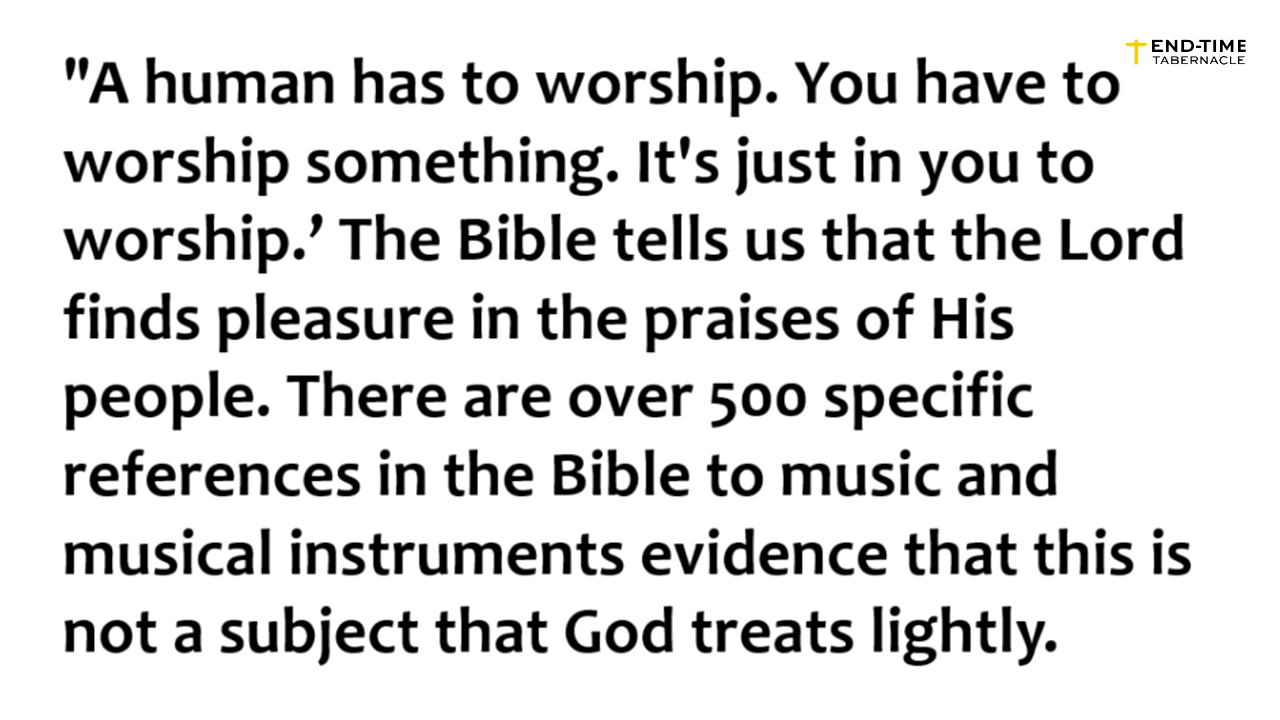 END-TIME
TABERNACLE
"A human has to worship. You have to
worship something. It's just in you to
worship.’ The Bible tells us that the Lord
finds pleasure in the praises of His
people. There are over 500 specific
references in the Bible to music and
musical instruments evidence that this is
not a subject that God treats lightly.